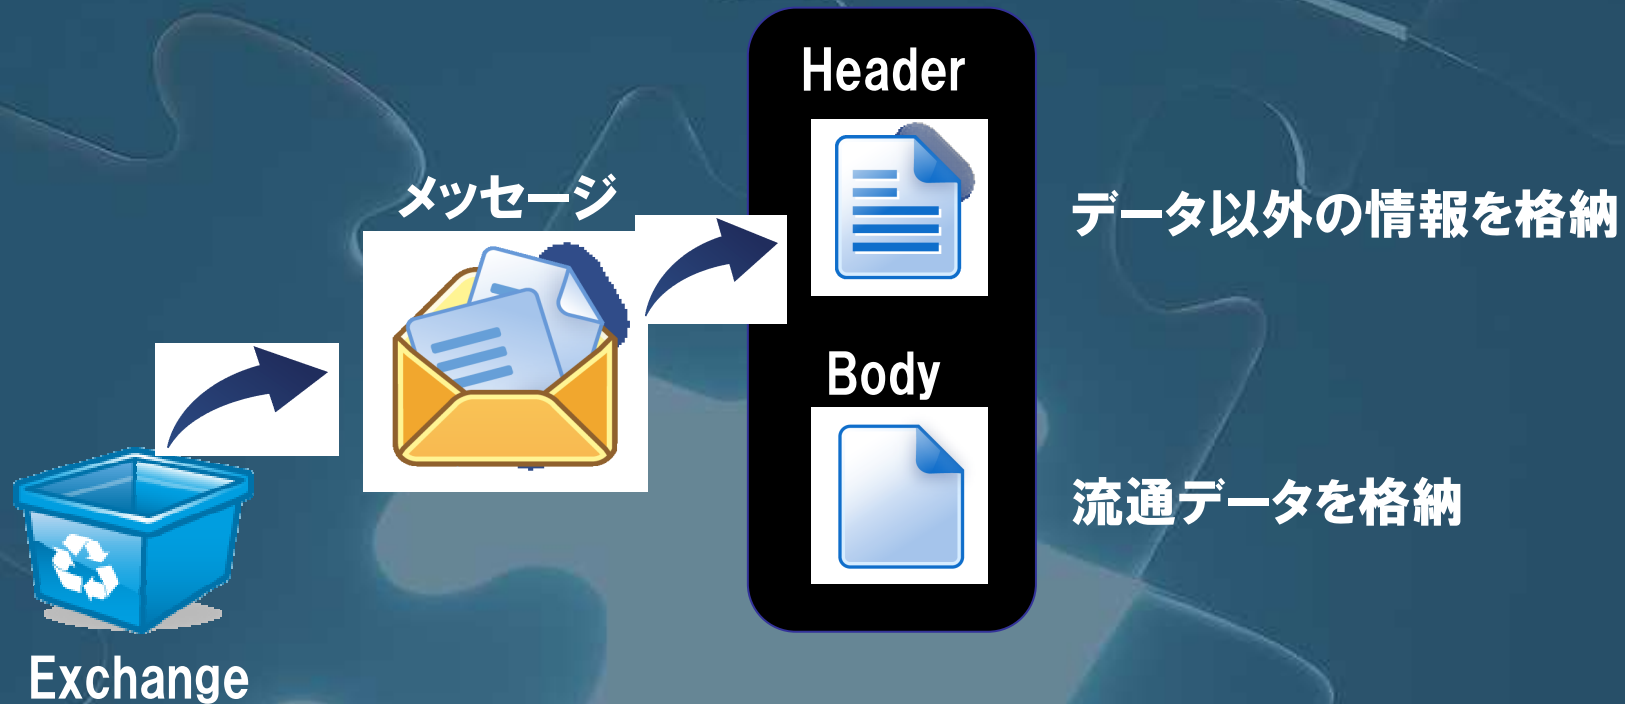 Header
メッセージ
データ以外の情報を格納
Body
流通データを格納
Exchange